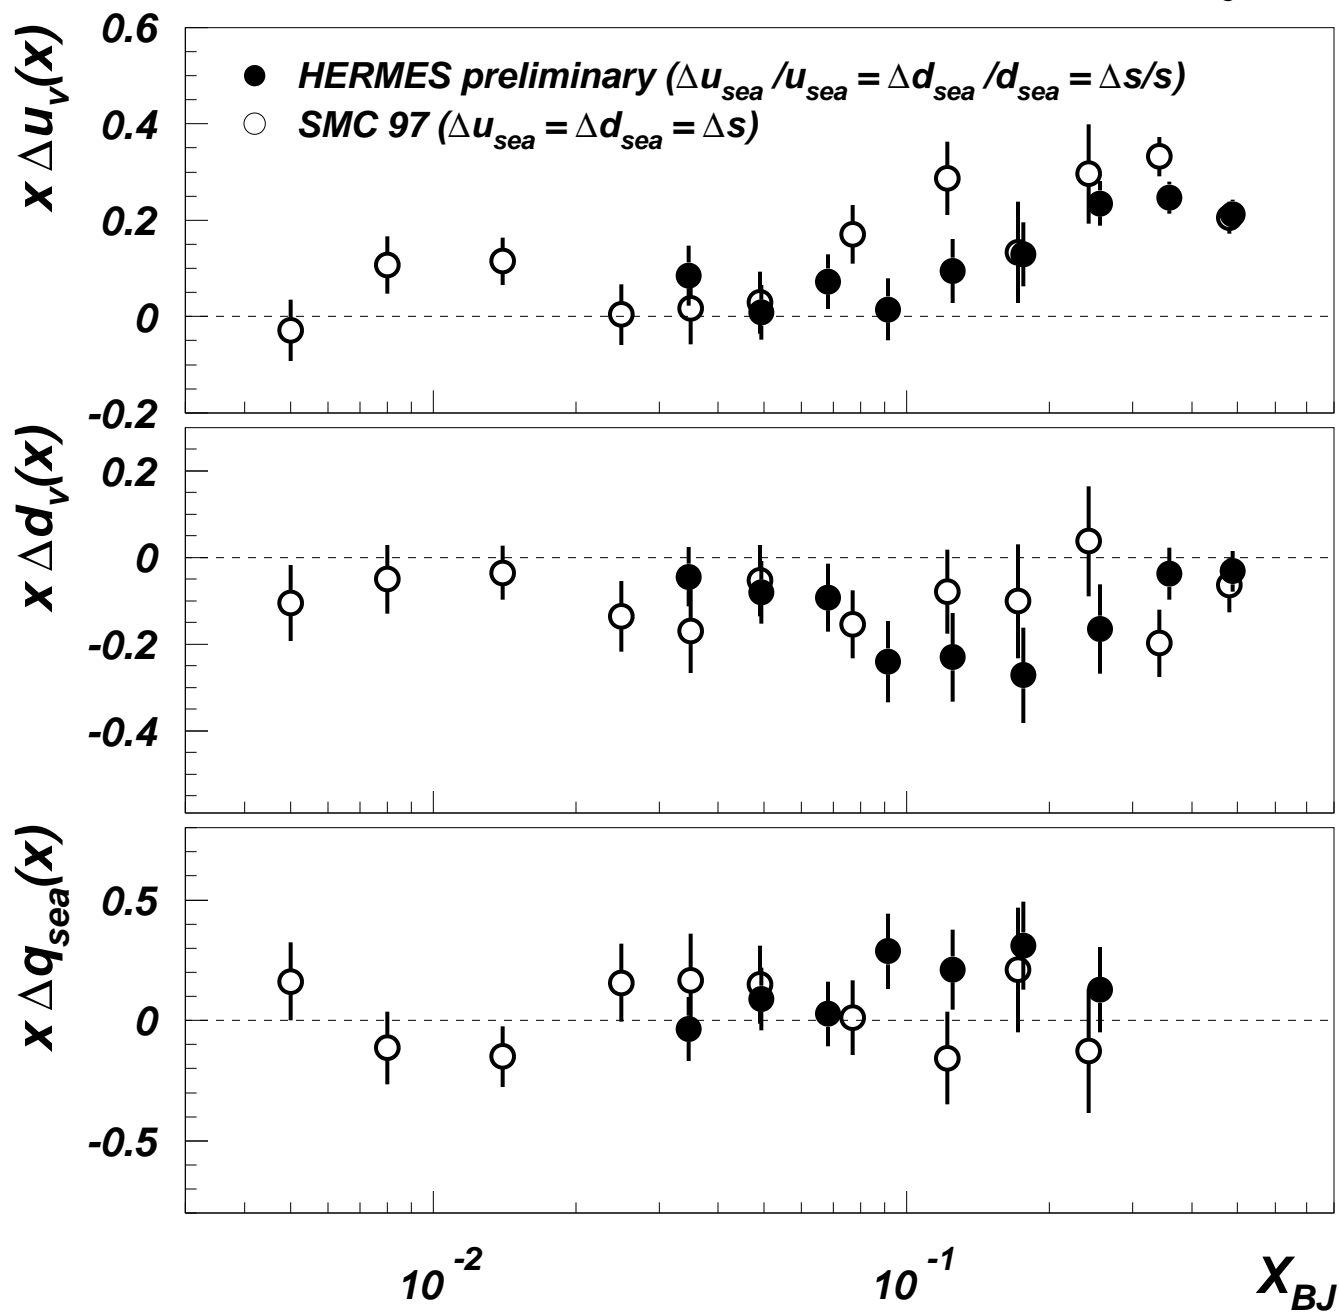 x Δu_v(x)
0.6
0.4
0.2
0
-0.2
● HERMES preliminary (Δu_sea /u_sea = Δd_sea /d_sea = Δs/s)
○ SMC 97 (Δu_sea = Δd_sea = Δs)
x Δd_v(x)
0.2
0
-0.2
-0.4
x Δq_sea(x)
0.5
0
-0.5
10^-2
10^-1
X_BJ